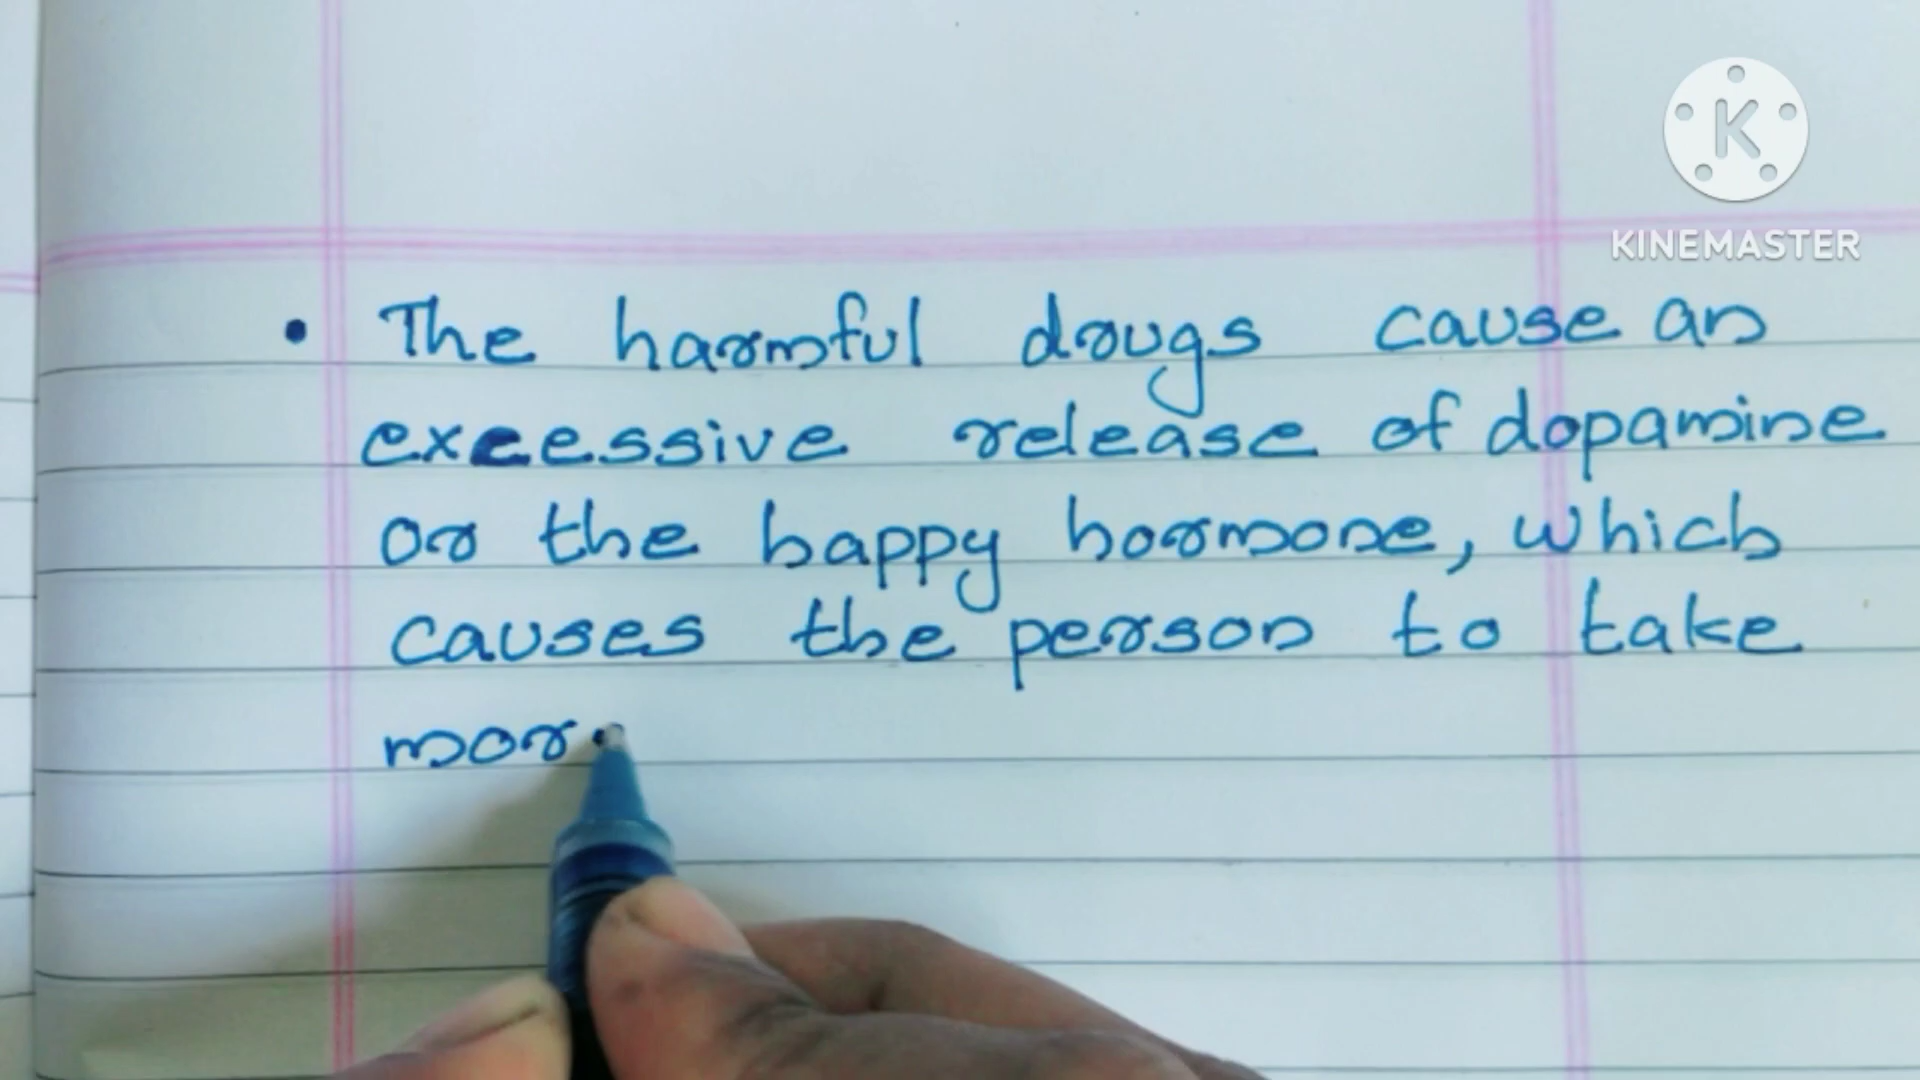 KINEMASTER
• The harmful drugs cause an
excessive release of dopamine
or the happy hormone, which
causes the person to take
mor